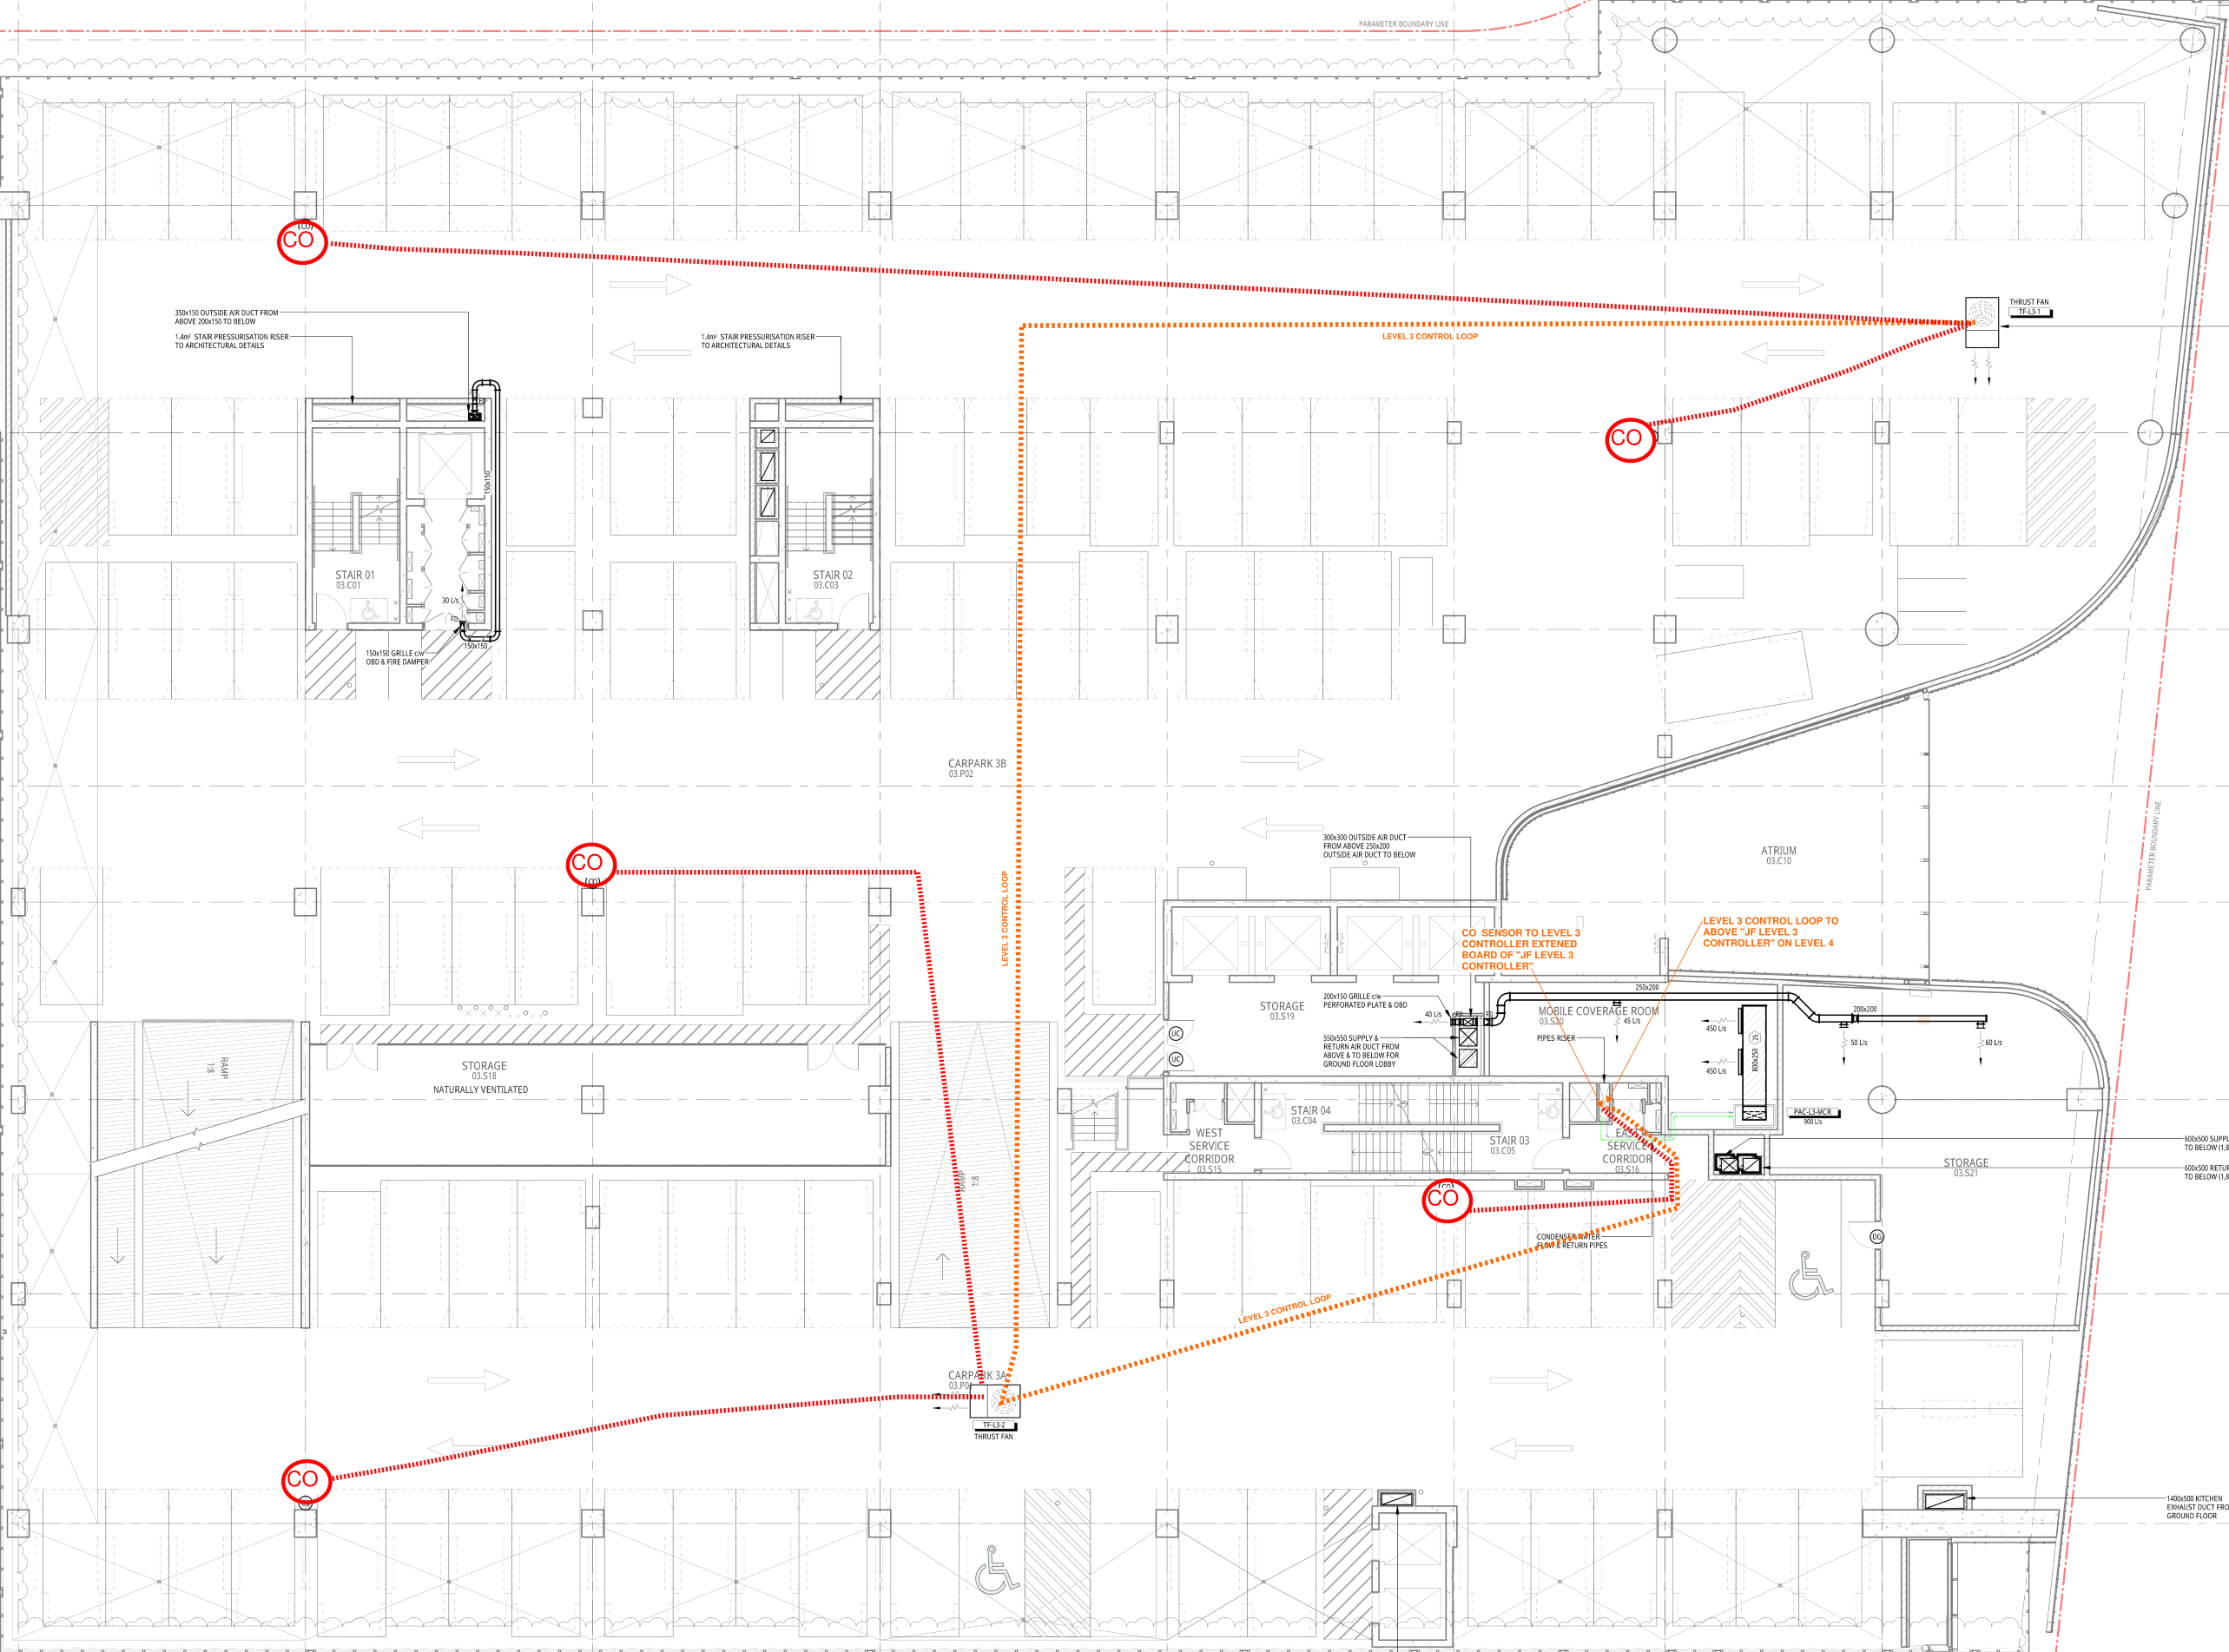 PARAMETER BOUNDARY LINE
(CO)
CO
350x150 OUTSIDE AIR DUCT FROM
ABOVE 200x150 TO BELOW
1.4m² STAIR PRESSURISATION RISER
TO ARCHITECTURAL DETAILS
1.4m² STAIR PRESSURISATION RISER
TO ARCHITECTURAL DETAILS
THRUST FAN
TF-L3-1
LEVEL 3 CONTROL LOOP
CO
150x150
STAIR 01
03.C01
30 L/s
FD
150x150
150x150 GRILLE c/w
OBD & FIRE DAMPER
STAIR 02
03.C03
CARPARK 3B
03.P02
CO
(CO)
LEVEL 3 CONTROL LOOP
300x300 OUTSIDE AIR DUCT
FROM ABOVE 250x200
OUTSIDE AIR DUCT TO BELOW
ATRIUM
03.C10
PARAMETER BOUNDARY LINE
CO SENSOR TO LEVEL 3
CONTROLLER EXTENED
BOARD OF "JF LEVEL 3
CONTROLLER"
LEVEL 3 CONTROL LOOP TO
ABOVE "JF LEVEL 3
CONTROLLER" ON LEVEL 4
STORAGE
03.S19
200x150 GRILLE c/w
PERFORATED PLATE & OBD
40 L/s
FD
FD
250x200
MOBILE COVERAGE ROOM
03.S20
45 L/s
PIPES RISER
550x550 SUPPLY &
RETURN AIR DUCT FROM
ABOVE & TO BELOW FOR
GROUND FLOOR LOBBY
450 L/s
450 L/s
800x250
25
200x200
50 L/s
60 L/s
PAC-L3-MCR
900 L/s
UC
UC
RAMP
1:8
STORAGE
03.S18
NATURALLY VENTILATED
RAMP
1:8
WEST
SERVICE
CORRIDOR
03.S15
STAIR 04
03.C04
STAIR 03
03.C05
EAST
SERVICE
CORRIDOR
03.S16
600x500 SUPPL
TO BELOW (1,8
600x500 RETUR
TO BELOW (1,8
STORAGE
03.S21
(CO)
CO
CONDENSER WATER
FLOW & RETURN PIPES
DG
LEVEL 3 CONTROL LOOP
CARPARK 3A
03.P01
TF-L3-2
THRUST FAN
CO
1400x500 KITCHEN
EXHAUST DUCT FRO
GROUND FLOOR